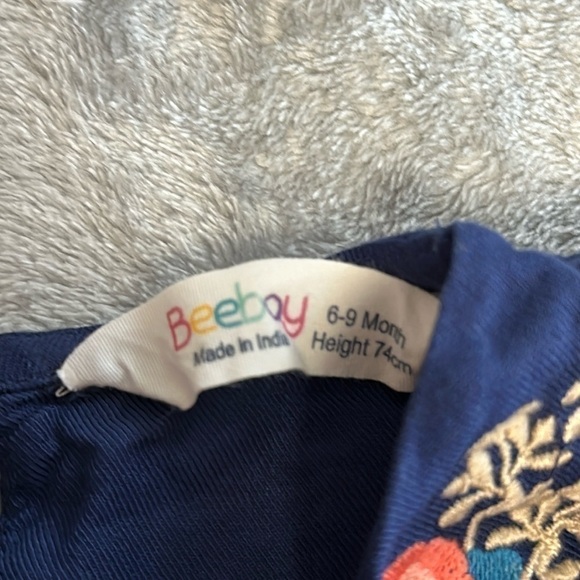 Beebay
Made in India
6-9 Month
Height 74cm